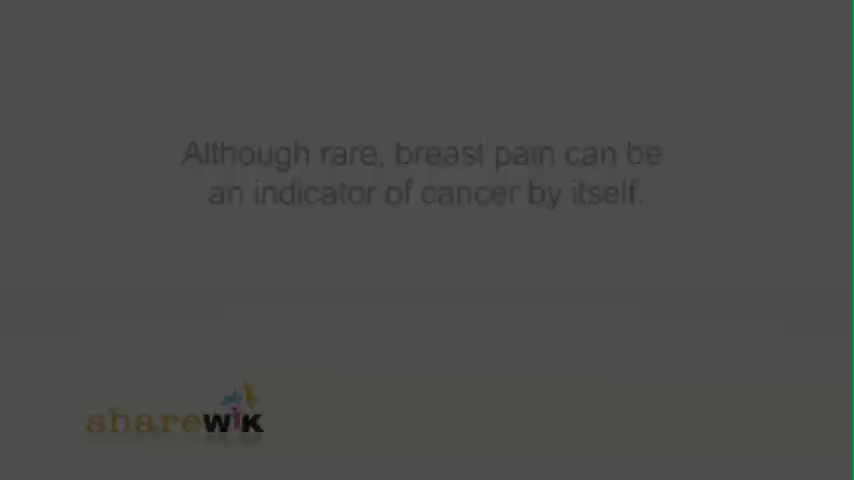 Although rare, breast pain can be
an indicator of cancer by itself.
sharewik